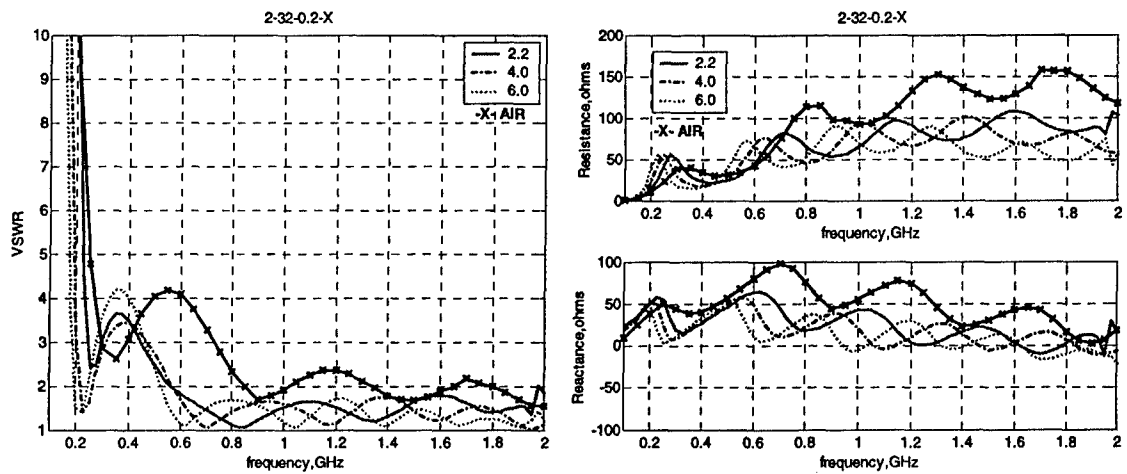 2-32-0.2-X
10
9
8
7
6
5
4
3
2
1
VSWR
2.2
4.0
6.0
-X- AIR
0.2 0.4 0.6 0.8 1 1.2 1.4 1.6 1.8 2
frequency,GHz
2-32-0.2-X
200
150
100
50
0
Resistance,ohms
2.2
4.0
6.0
-X- AIR
0.2 0.4 0.6 0.8 1 1.2 1.4 1.6 1.8 2
frequency,GHz
100
50
0
-50
-100
Reactance,ohms
0.2 0.4 0.6 0.8 1 1.2 1.4 1.6 1.8 2
frequency,GHz